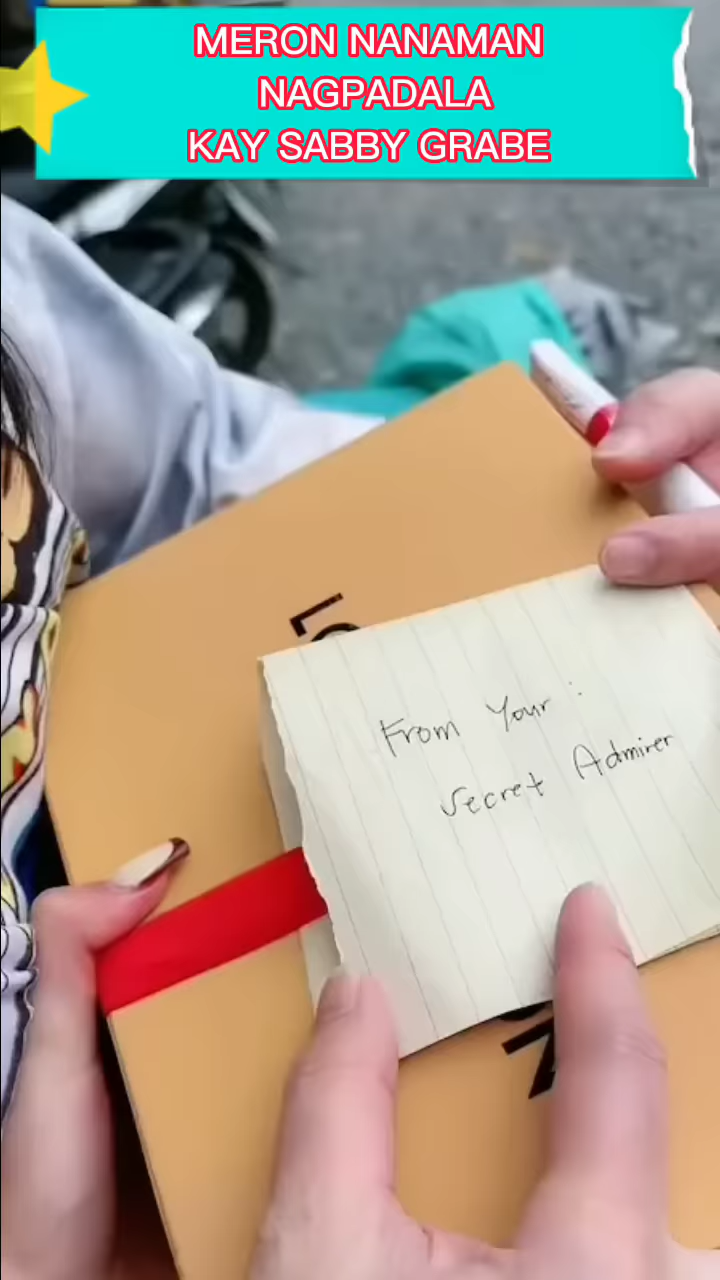 MERON NANAMAN
NAGPADALA
KAY SABBY GRABE
From Your :
Secret Admirer